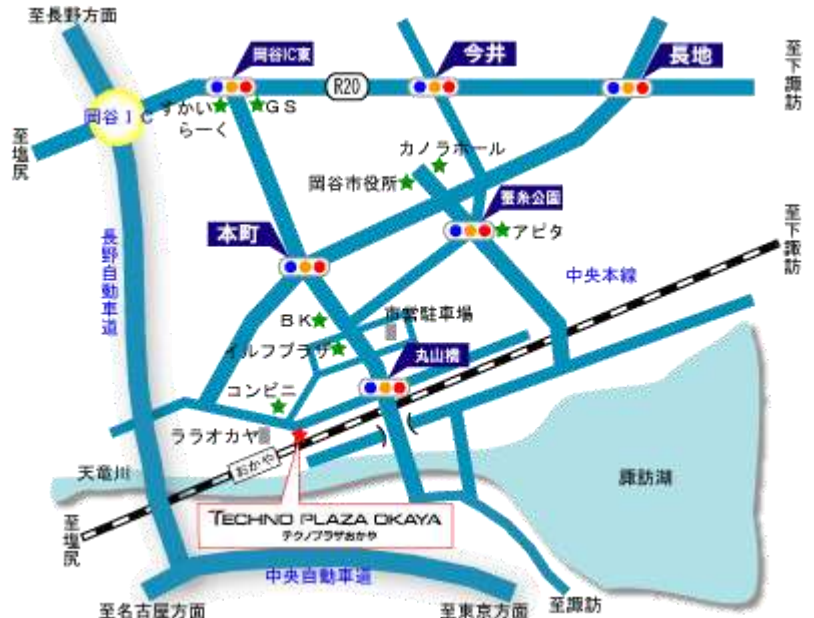 至長野方面
岡谷IC東
今井
長地
至下諏訪
R20
岡谷IC
すかい
らーく
GS
至塩尻
カノラホール
岡谷市役所
蚕糸公園
アピタ
本町
至下諏訪
長野自動車道
中央本線
BK
市営駐車場
イルフプラザ
丸山橋
コンビニ
ララオカヤ
おかや
天竜川
諏訪湖
至塩尻
TECHNO PLAZA OKAYA
テクノプラザおかや
中央自動車道
至名古屋方面
至東京方面
至諏訪